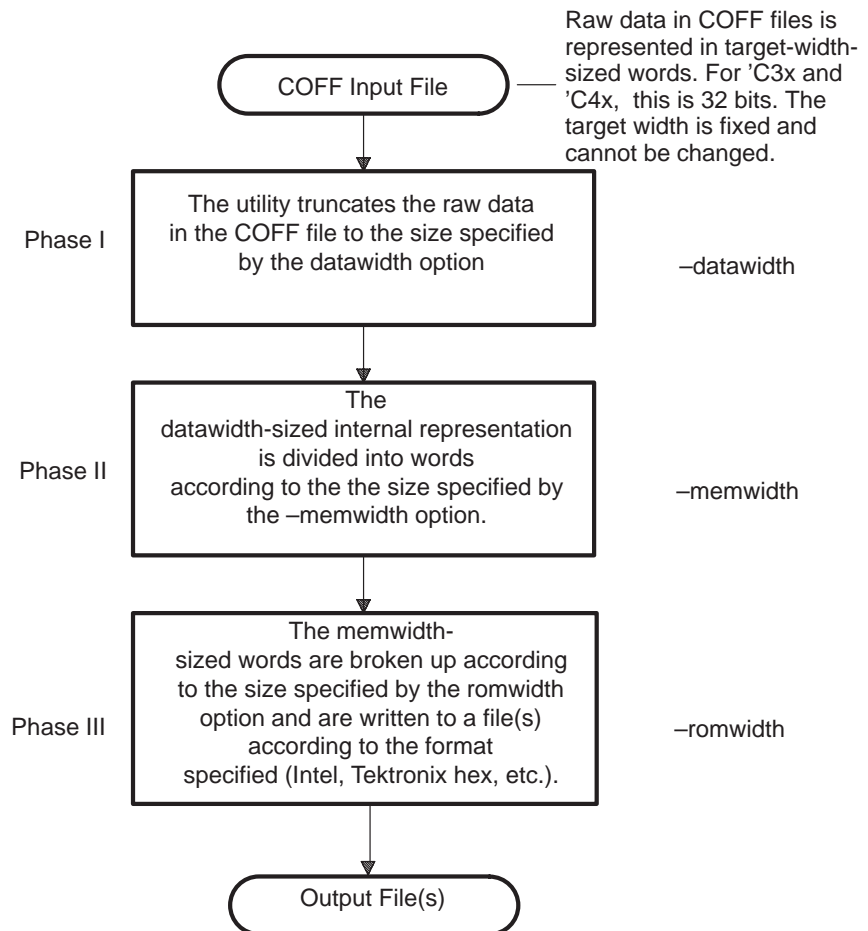 Raw data in COFF files is
represented in target-width-
sized words. For ’C3x and
’C4x, this is 32 bits. The
target width is fixed and
cannot be changed.
COFF Input File
Phase I
The utility truncates the raw data
in the COFF file to the size specified
by the datawidth option
–datawidth
Phase II
The
datawidth-sized internal representation
is divided into words
according to the the size specified by
the –memwidth option.
–memwidth
Phase III
The memwidth-
sized words are broken up according
to the size specified by the romwidth
option and are written to a file(s)
according to the format
specified (Intel, Tektronix hex, etc.).
–romwidth
Output File(s)